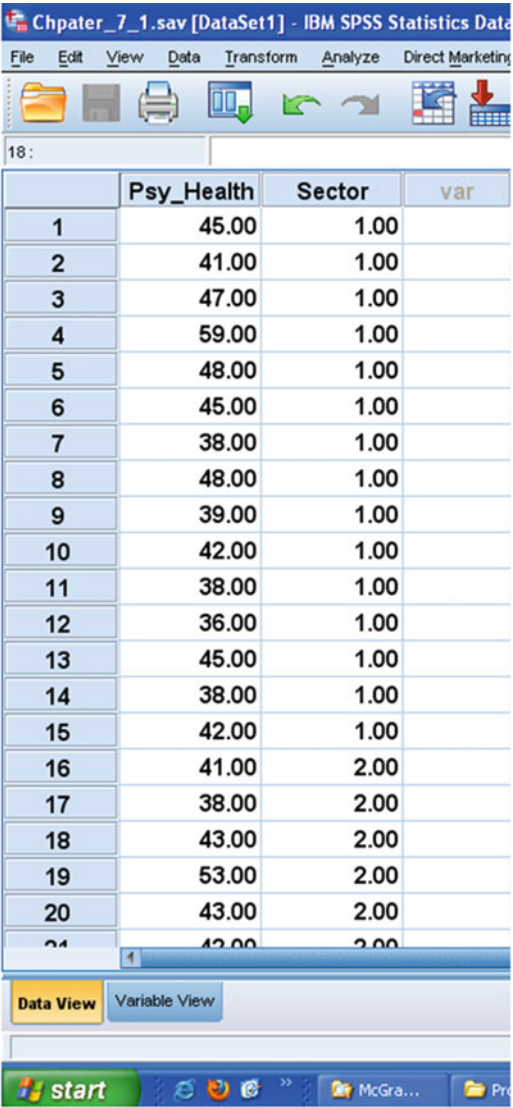 Chpater_7_1.sav [DataSet1] - IBM SPSS Statistics Data
File Edit View Data Transform Analyze Direct Marketing
18 :
Psy_Health Sector var
1 45.00 1.00
2 41.00 1.00
3 47.00 1.00
4 59.00 1.00
5 48.00 1.00
6 45.00 1.00
7 38.00 1.00
8 48.00 1.00
9 39.00 1.00
10 42.00 1.00
11 38.00 1.00
12 36.00 1.00
13 45.00 1.00
14 38.00 1.00
15 42.00 1.00
16 41.00 2.00
17 38.00 2.00
18 43.00 2.00
19 53.00 2.00
20 43.00 2.00
21 42.00 2.00
Data View Variable View
start McGra... Pro